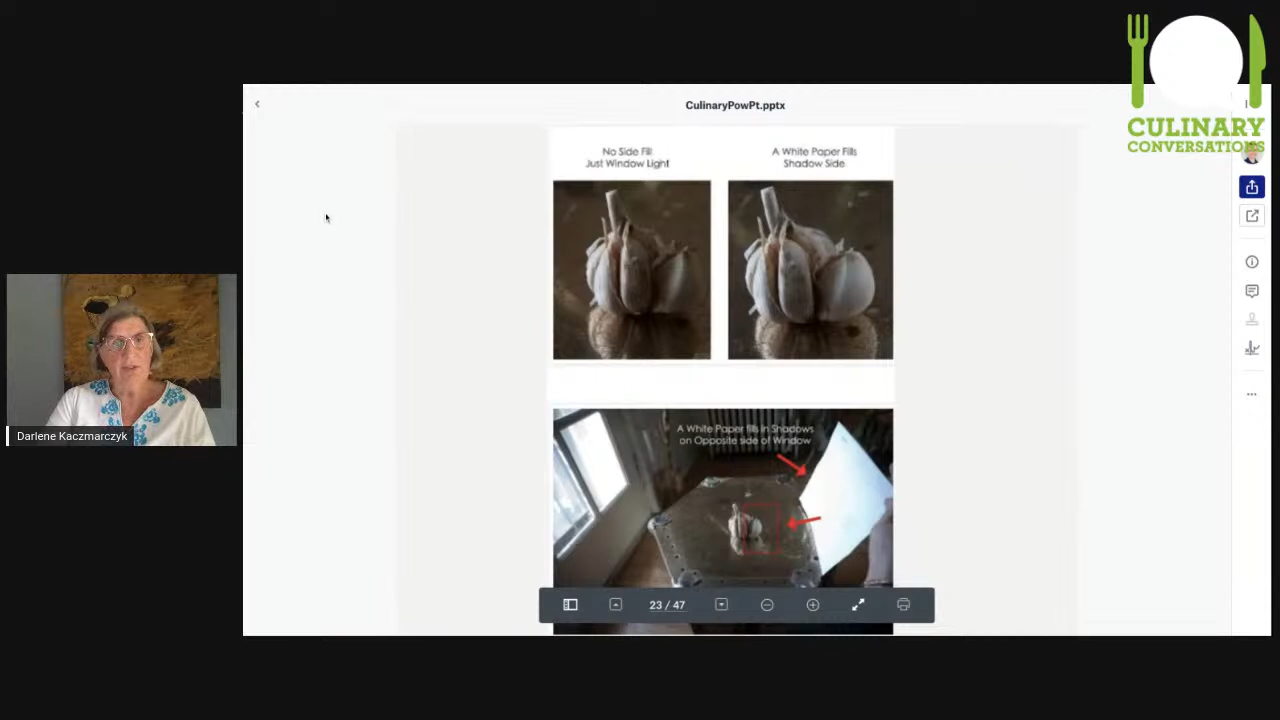 CULINARY
CONVERSATIONS
CulinaryPowPt.pptx
No Side Fill
Just Window Light
A White Paper Fills
Shadow Side
A White Paper fills in Shadows
on Opposite side of Window
Darlene Kaczmarczyk
23 / 47